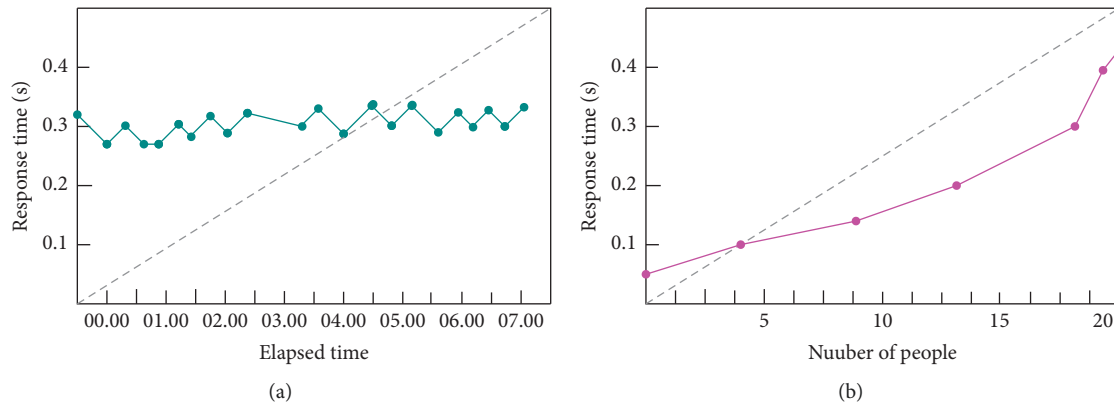 Response time (s)
0.4
0.3
0.2
0.1
00.00 01.00 02.00 03.00 04.00 05.00 06.00 07.00
Elapsed time
(a)
Response time (s)
0.4
0.3
0.2
0.1
5 10 15 20
Nuuber of people
(b)